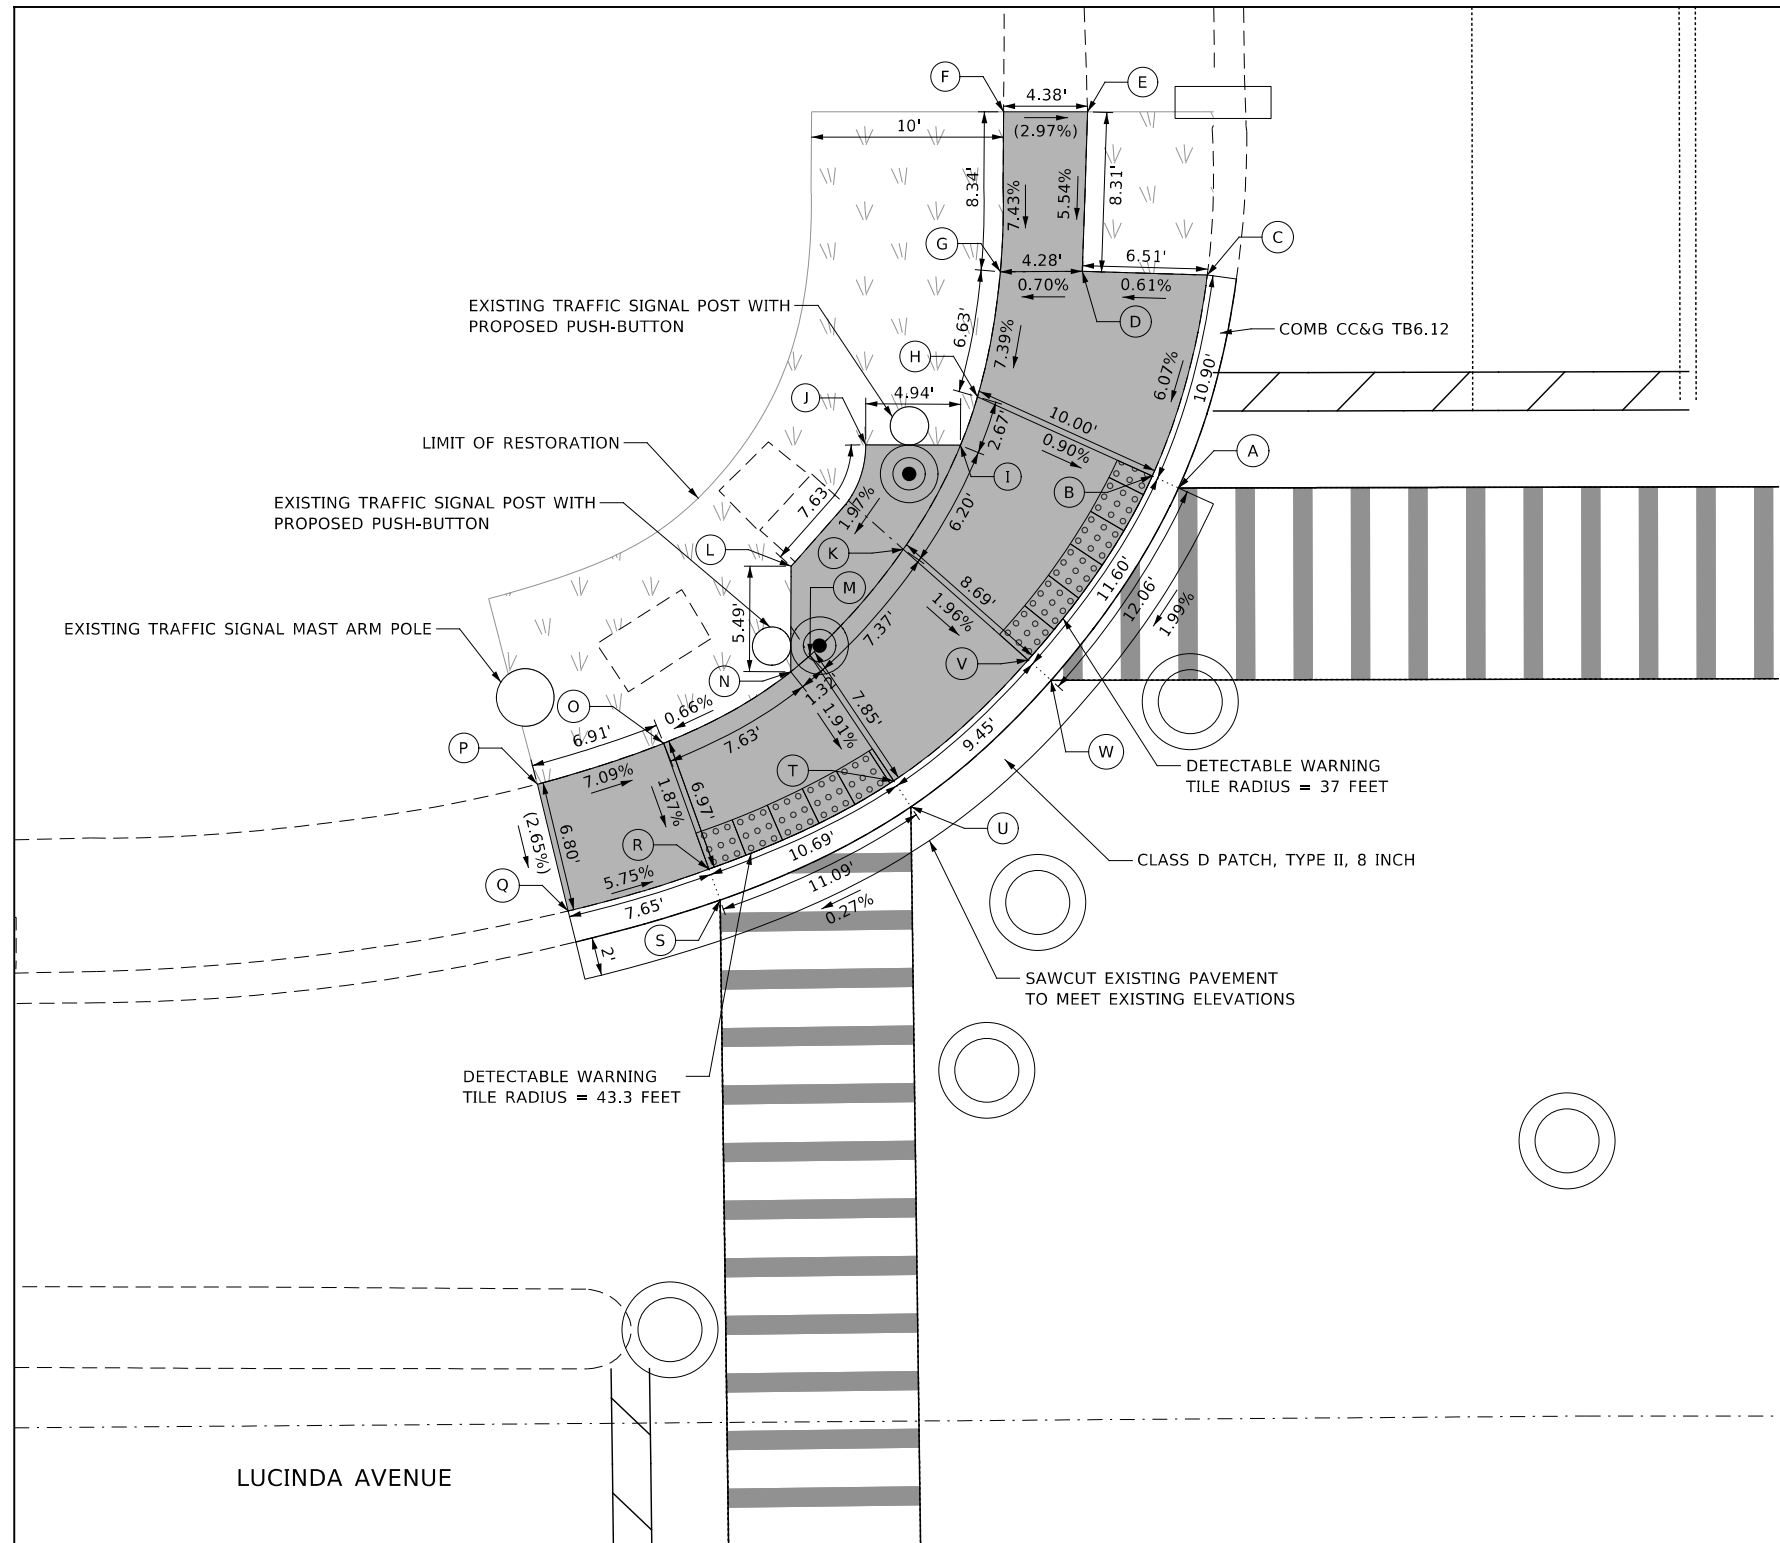 F
E
4.38'
(2.97%)
10'
8.34'
7.43%
5.54%
8.31'
G
C
4.28'
6.51'
0.70%
0.61%
D
EXISTING TRAFFIC SIGNAL POST WITH
PROPOSED PUSH-BUTTON
6.63'
7.39%
COMB CC&G TB6.12
H
6.07%
10.90'
J
4.94'
10.00'
0.90%
2.67'
LIMIT OF RESTORATION
A
I
B
EXISTING TRAFFIC SIGNAL POST WITH
PROPOSED PUSH-BUTTON
7.63'
1.97%
6.20'
L
K
M
8.69'
1.96%
11.60'
12.06'
1.99%
EXISTING TRAFFIC SIGNAL MAST ARM POLE
5.49'
7.37'
V
N
1.32'
7.85'
1.91%
O
0.66%
6.91'
7.63'
9.45'
P
W
7.09%
T
DETECTABLE WARNING
TILE RADIUS = 37 FEET
(2.65%)
6.80'
1.87%
6.97'
U
R
10.69'
CLASS D PATCH, TYPE II, 8 INCH
Q
5.75%
7.65'
11.09'
0.27%
S
2'
SAWCUT EXISTING PAVEMENT
TO MEET EXISTING ELEVATIONS
DETECTABLE WARNING
TILE RADIUS = 43.3 FEET
LUCINDA AVENUE